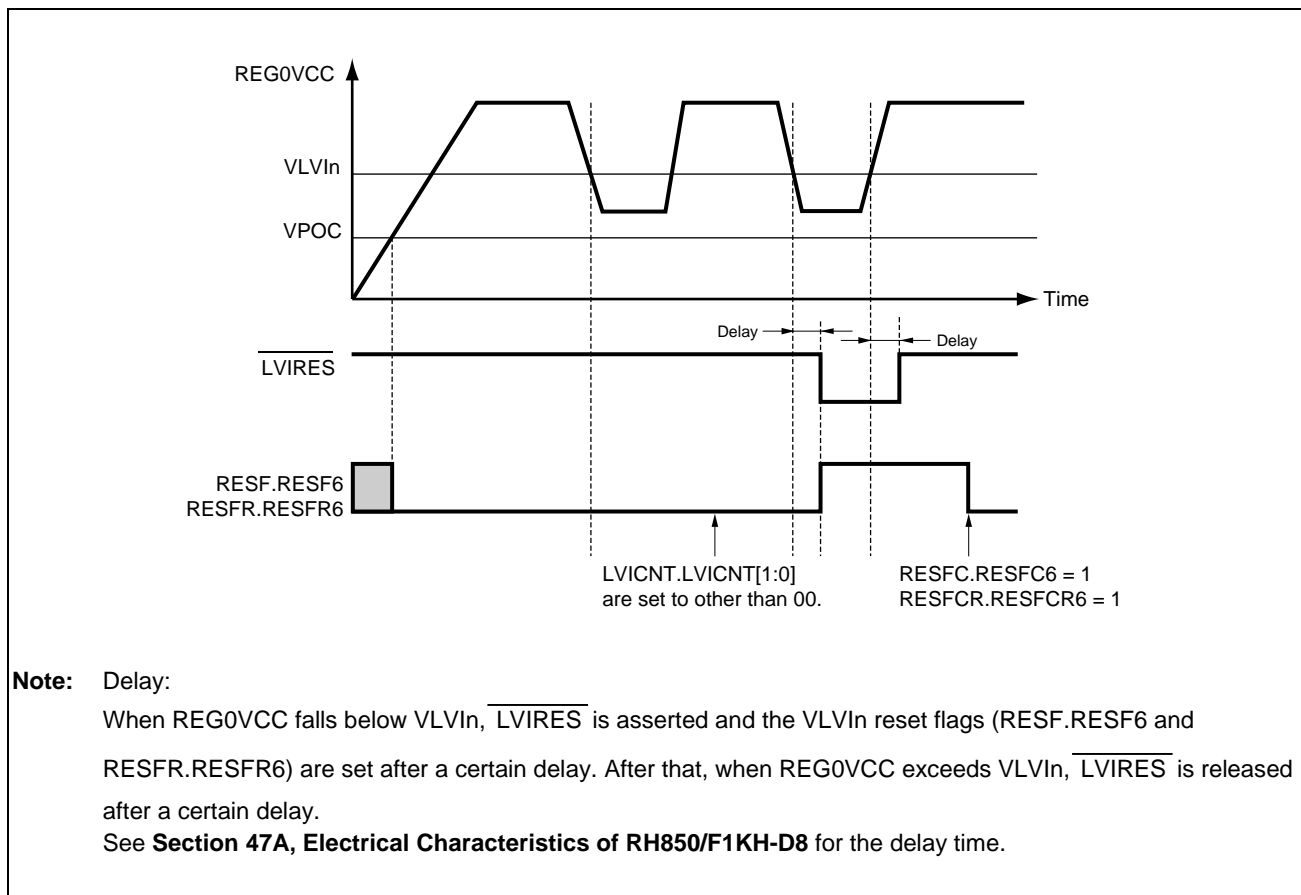 REG0VCC
VLVIn
VPOC
Time
Delay
Delay
LVIRES
RESF.RESF6
RESFR.RESFR6
LVICNT.LVICNT[1:0]
are set to other than 00.
RESFC.RESFC6 = 1
RESFCR.RESFCR6 = 1
Note: Delay:
When REG0VCC falls below VLVIn, LVIRES is asserted and the VLVIn reset flags (RESF.RESF6 and
RESFR.RESFR6) are set after a certain delay. After that, when REG0VCC exceeds VLVIn, LVIRES is released
after a certain delay.
See Section 47A, Electrical Characteristics of RH850/F1KH-D8 for the delay time.